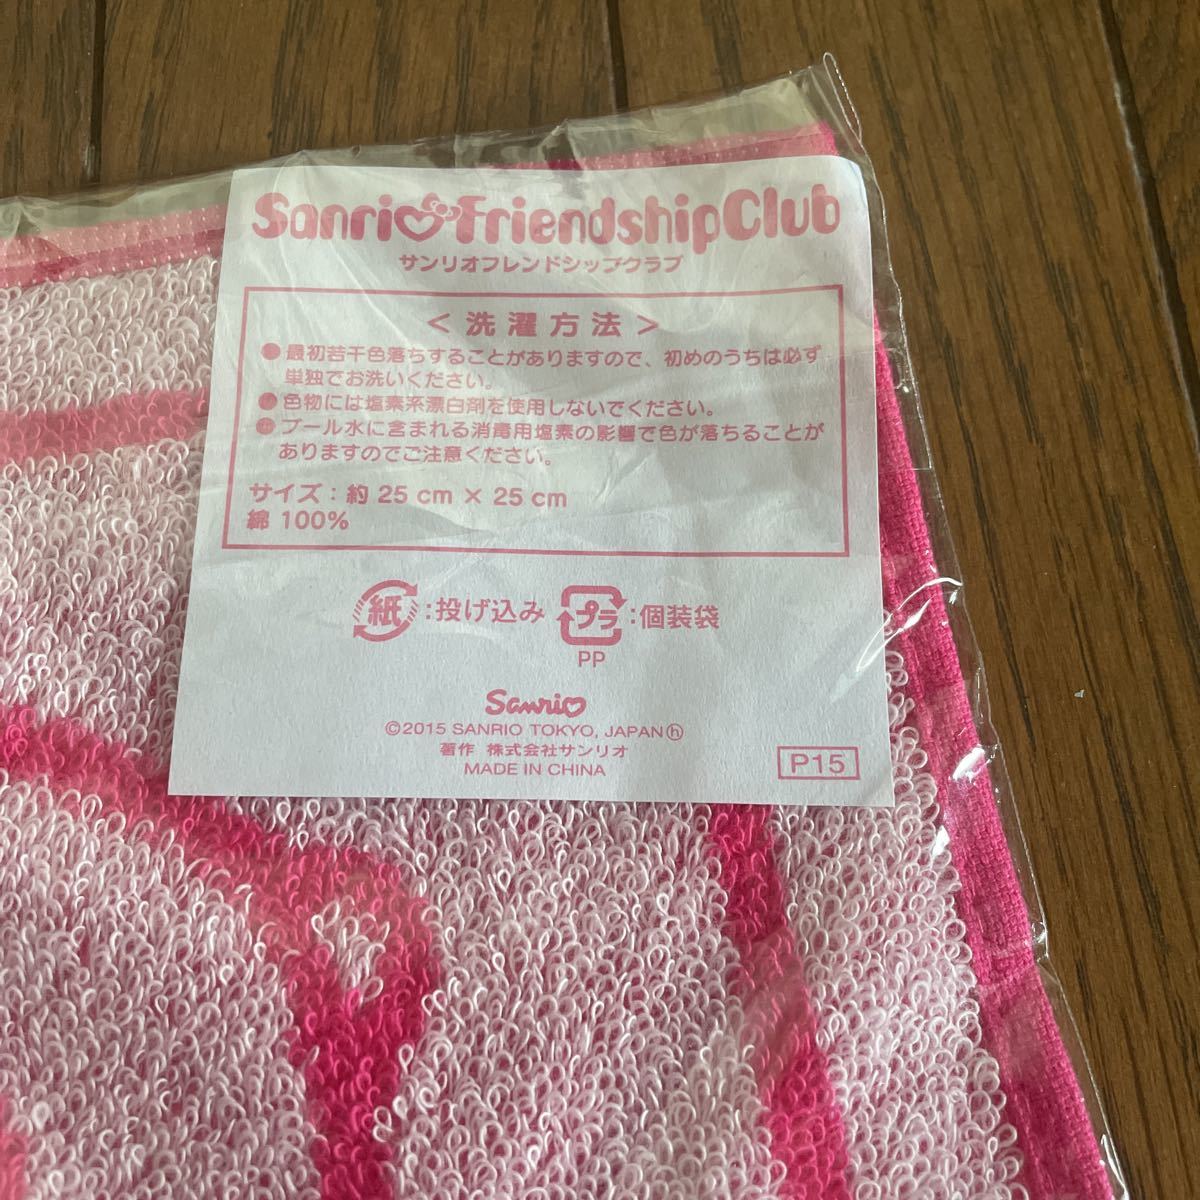 Sanrio Friendship Club
サンリオフレンドシップクラブ
＜洗濯方法＞
●最初若干色落ちすることがありますので、初めのうちは必ず
単独でお洗いください。
●色物には塩素系漂白剤を使用しないでください。
●プール水に含まれる消毒用塩素の影響で色が落ちることが
ありますのでご注意ください。
サイズ：約 25 cm × 25 cm
綿 100%
紙:投げ込み プラ:個装袋
PP
Sanrio
©2015 SANRIO TOKYO, JAPAN ⓗ
著作 株式会社サンリオ
MADE IN CHINA
P15